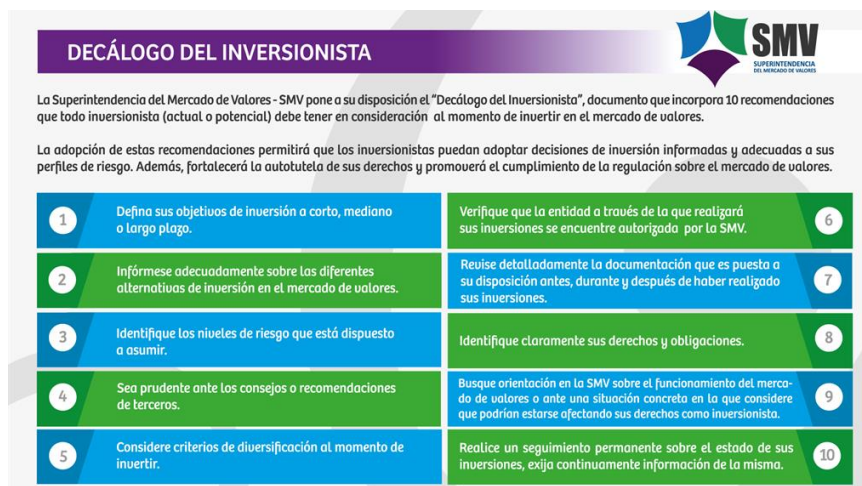 DECÁLOGO DEL INVERSIONISTA
SMV
SUPERINTENDENCIA
DEL MERCADO DE VALORES
La Superintendencia del Mercado de Valores - SMV pone a su disposición el "Decálogo del Inversionista", documento que incorpora 10 recomendaciones
que todo inversionista (actual o potencial) debe tener en consideración al momento de invertir en el mercado de valores.
La adopción de estas recomendaciones permitirá que los inversionistas puedan adoptar decisiones de inversión informadas y adecuadas a sus
perfiles de riesgo. Además, fortalecerá la autotutela de sus derechos y promoverá el cumplimiento de la regulación sobre el mercado de valores.
1
Defina sus objetivos de inversión a corto, mediano
o largo plazo.
2
Infórmese adecuadamente sobre las diferentes
alternativas de inversión en el mercado de valores.
3
Identifique los niveles de riesgo que está dispuesto
a asumir.
4
Sea prudente ante los consejos o recomendaciones
de terceros.
5
Considere criterios de diversificación al momento de
invertir.
Verifique que la entidad a través de la que realizará
sus inversiones se encuentre autorizada por la SMV.
6
Revise detalladamente la documentación que es puesta a
su disposición antes, durante y después de haber realizado
sus inversiones.
7
Identifique claramente sus derechos y obligaciones.
8
Busque orientación en la SMV sobre el funcionamiento del merca-
do de valores o ante una situación concreta en la que considere
que podrían estarse afectando sus derechos como inversionista.
9
Realice un seguimiento permanente sobre el estado de sus
inversiones, exija continuamente información de la misma.
10